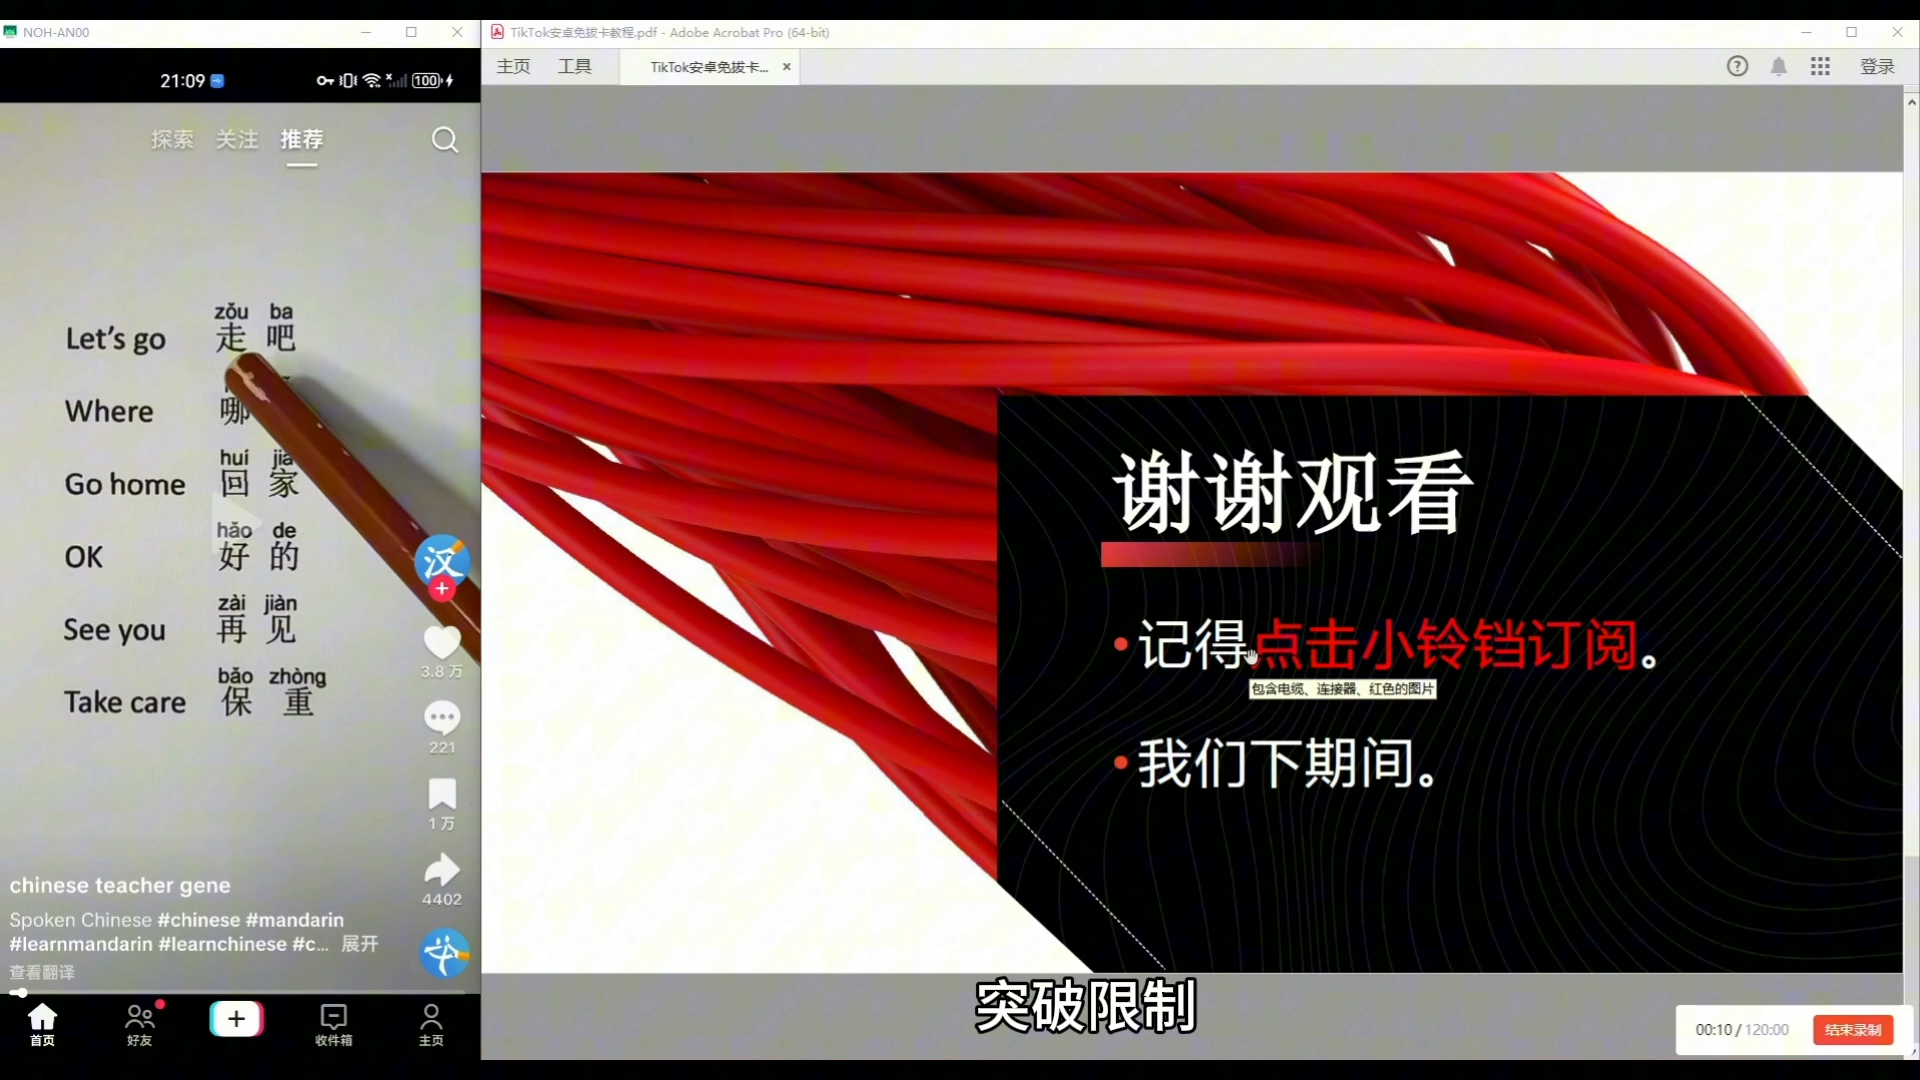 NOH-AN00
TikTok安卓免拔卡教程.pdf - Adobe Acrobat Pro (64-bit)
主页 工具 TikTok安卓免拔卡... ×
登录
21:09
100
探索 关注 推荐
zǒu ba
Let's go 走 吧
Where 哪
huí jiā
Go home 回 家
hǎo de
OK 好 的
zài jiàn
See you 再 见
bǎo zhòng
Take care 保 重
汉
3.8 万
221
1 万
4402
chinese teacher gene
Spoken Chinese #chinese #mandarin
#learnmandarin #learnchinese #c... 展开
查看翻译
首页 好友 收件箱 主页
谢谢观看
•记得点击小铃铛订阅。
包含电缆、连接器、红色的图片
•我们下期间。
突破限制
00:10 / 120:00 结束录制